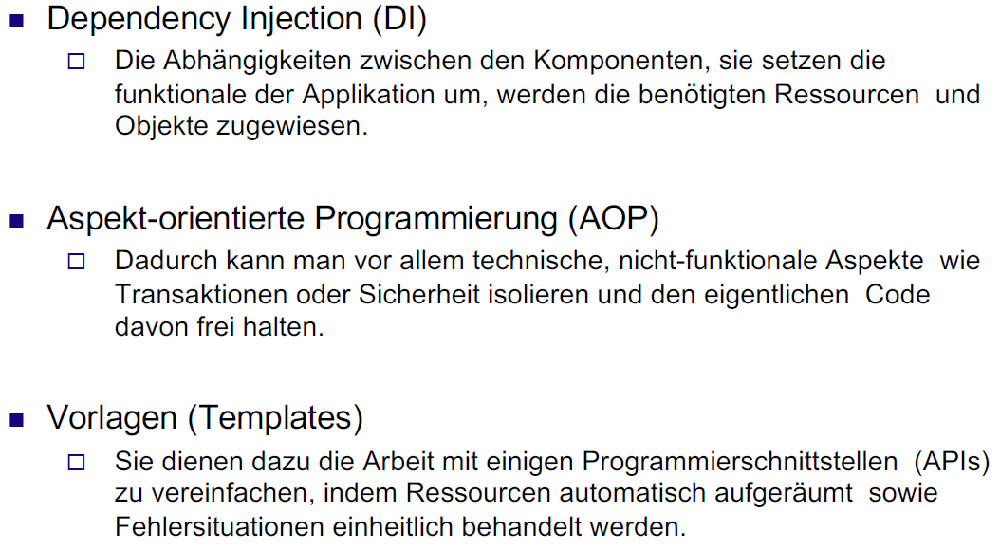 Dependency Injection (DI)
Die Abhängigkeiten zwischen den Komponenten, sie setzen die
funktionale der Applikation um, werden die benötigten Ressourcen und
Objekte zugewiesen.
Aspekt-orientierte Programmierung (AOP)
Dadurch kann man vor allem technische, nicht-funktionale Aspekte wie
Transaktionen oder Sicherheit isolieren und den eigentlichen Code
davon frei halten.
Vorlagen (Templates)
Sie dienen dazu die Arbeit mit einigen Programmierschnittstellen (APIs)
zu vereinfachen, indem Ressourcen automatisch aufgeräumt sowie
Fehlersituationen einheitlich behandelt werden.